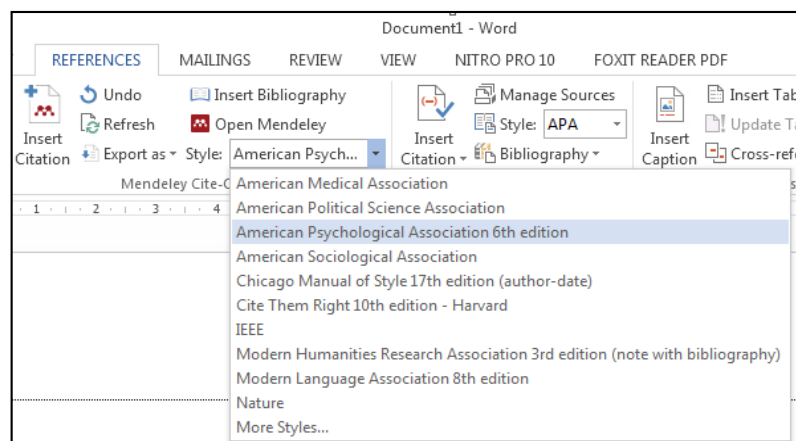 Document1 - Word
REFERENCES MAILINGS REVIEW VIEW NITRO PRO 10 FOXIT READER PDF
Undo Insert Bibliography Manage Sources Insert Tab
Refresh Open Mendeley Style: APA Update Ta
Insert Citation Export as Style: American Psych... Insert Citation Bibliography Insert Caption Cross-refe
Mendeley Cite-O
1 2 3 4
American Medical Association
American Political Science Association
American Psychological Association 6th edition
American Sociological Association
Chicago Manual of Style 17th edition (author-date)
Cite Them Right 10th edition - Harvard
IEEE
Modern Humanities Research Association 3rd edition (note with bibliography)
Modern Language Association 8th edition
Nature
More Styles...